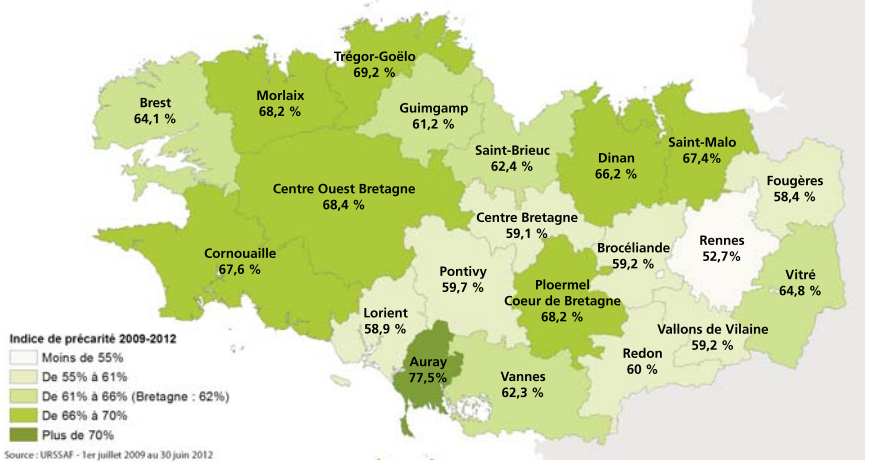 Trégor-Goëlo
69,2 %
Morlaix
68,2 %
Brest
64,1 %
Guimgamp
61,2 %
Saint-Brieuc
62,4 %
Dinan
66,2 %
Saint-Malo
67,4%
Fougères
58,4 %
Centre Ouest Bretagne
68,4 %
Centre Bretagne
59,1 %
Brocéliande
59,2 %
Rennes
52,7%
Cornouaille
67,6 %
Pontivy
59,7 %
Ploermel
Coeur de Bretagne
68,2 %
Vitré
64,8 %
Lorient
58,9 %
Vallons de Vilaine
59,2 %
Redon
60 %
Auray
77,5%
Vannes
62,3 %
Indice de précarité 2009-2012
Moins de 55%
De 55% à 61%
De 61% à 66% (Bretagne : 62%)
De 66% à 70%
Plus de 70%
Source : URSSAF - 1er juillet 2009 au 30 juin 2012